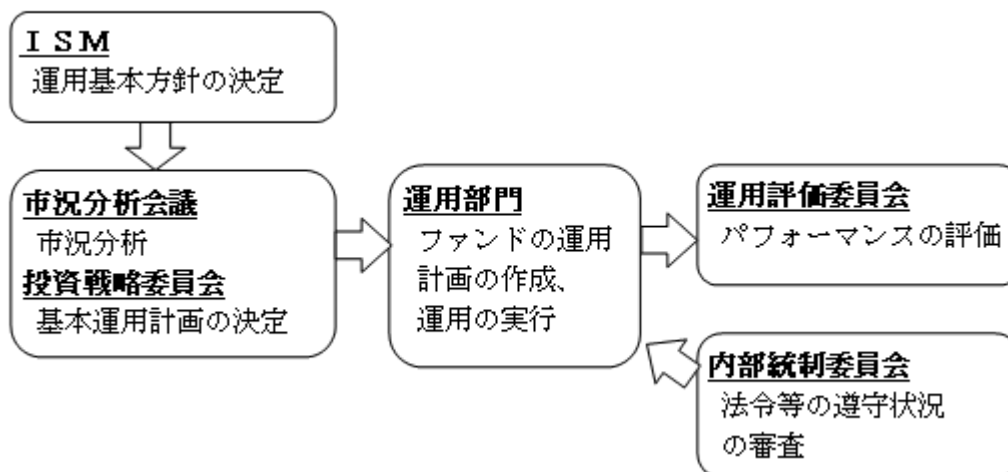 ＩＳＭ
運用基本方針の決定
市況分析会議
市況分析
投資戦略委員会
基本運用計画の決定
運用部門
ファンドの運用
計画の作成、
運用の実行
運用評価委員会
パフォーマンスの評価
内部統制委員会
法令等の遵守状況
の審査